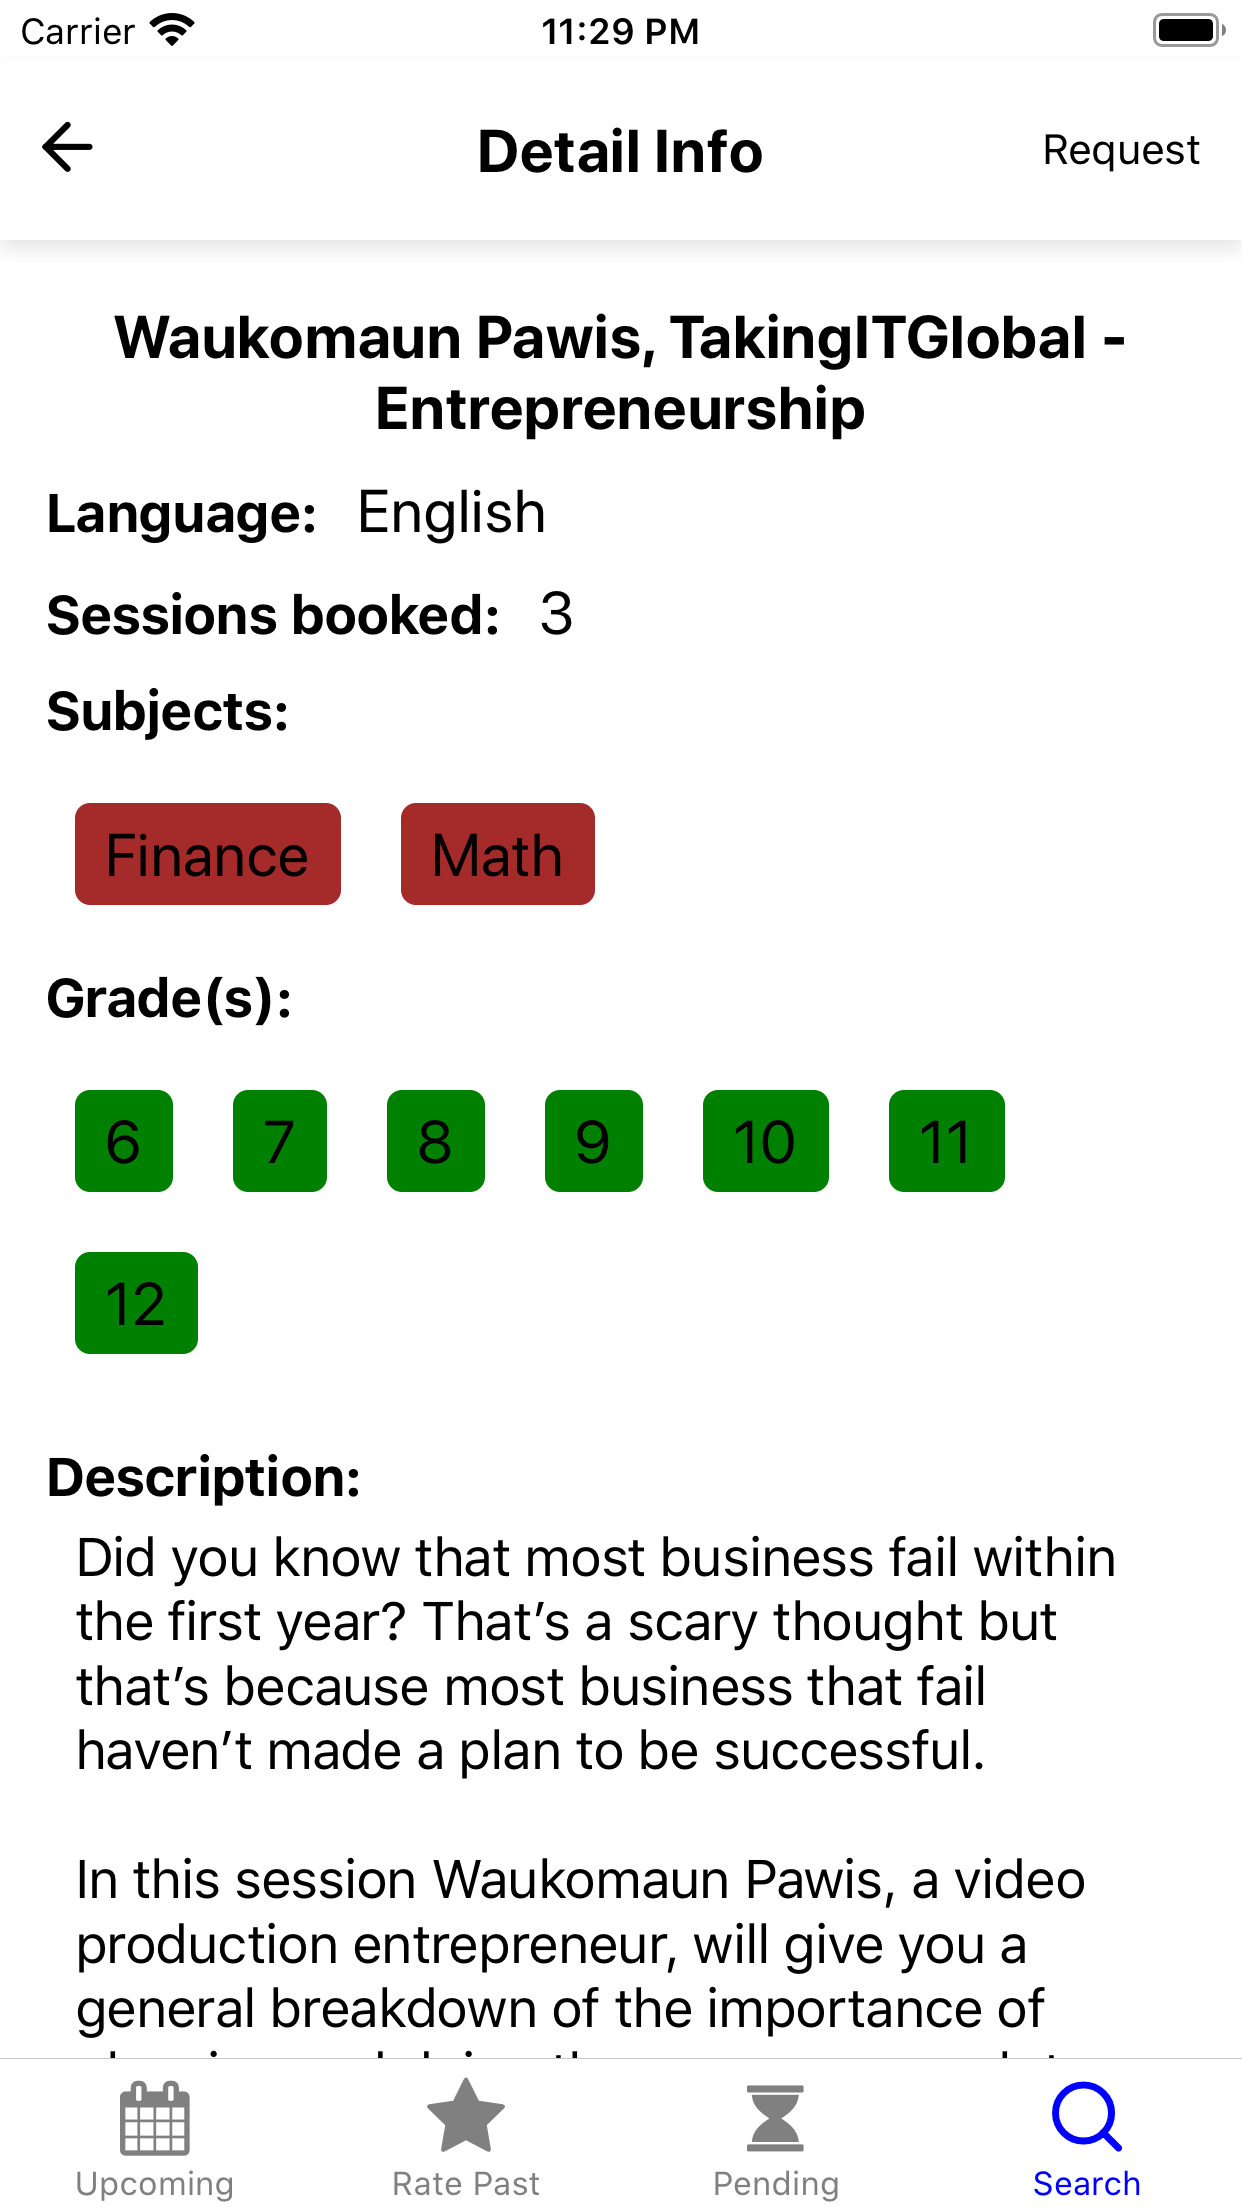 Carrier 11:29 PM
Detail Info Request
Waukomaun Pawis, TakingITGlobal -
Entrepreneurship
Language: English
Sessions booked: 3
Subjects:
Finance Math
Grade(s):
6 7 8 9 10 11
12
Description:
Did you know that most business fail within
the first year? That’s a scary thought but
that’s because most business that fail
haven’t made a plan to be successful.
In this session Waukomaun Pawis, a video
production entrepreneur, will give you a
general breakdown of the importance of
Upcoming Rate Past Pending Search